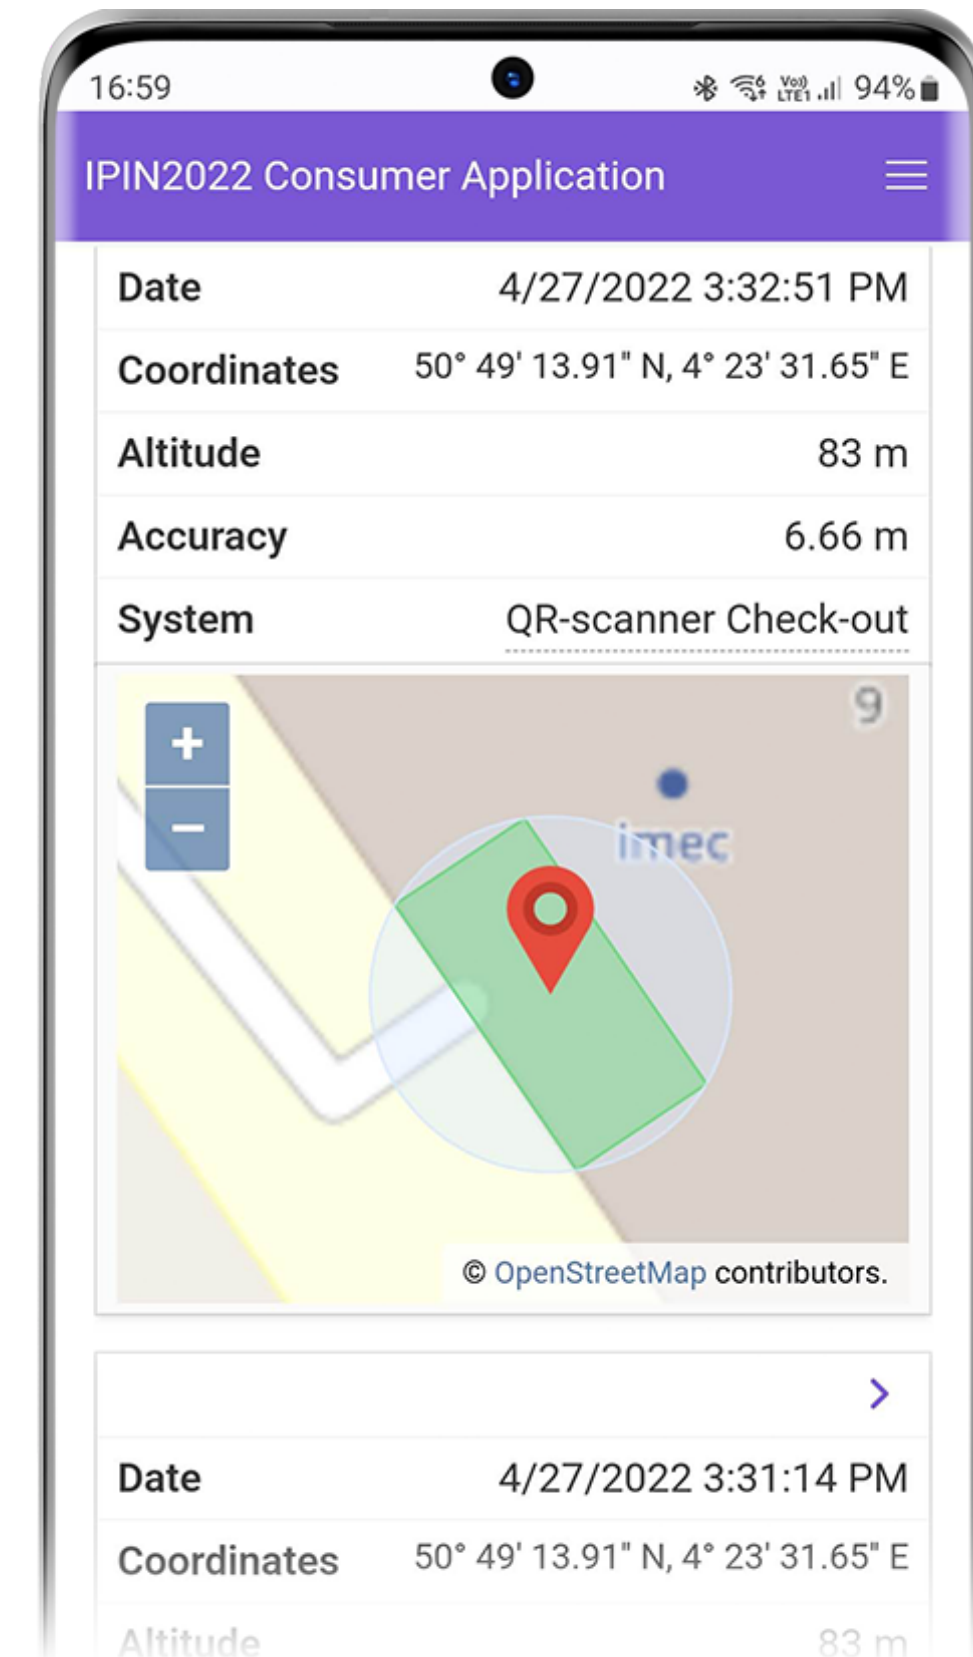 16:59 Vo)) LTE1 94%
IPIN2022 Consumer Application
Date 4/27/2022 3:32:51 PM
Coordinates 50° 49' 13.91" N, 4° 23' 31.65" E
Altitude 83 m
Accuracy 6.66 m
System QR-scanner Check-out
9
+
imec
−
© OpenStreetMap contributors.
Date 4/27/2022 3:31:14 PM
Coordinates 50° 49' 13.91" N, 4° 23' 31.65" E
Altitude 83 m